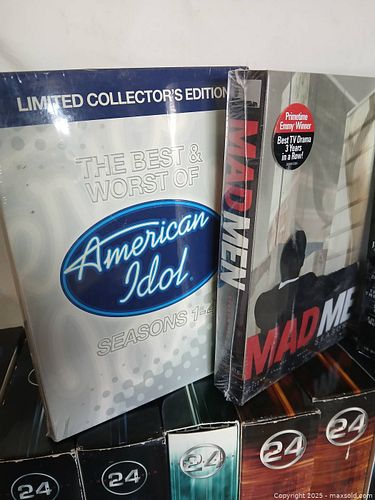 LIMITED COLLECTOR'S EDITION
THE BEST &
WORST OF
American
Idol
SEASONS 1-4
MAD MEN
Primetime
Emmy Winner
Best TV Drama
3 Years
in a Row!
MAD ME
24
24
24
24
24
Copyright 2025 - maxsold.com